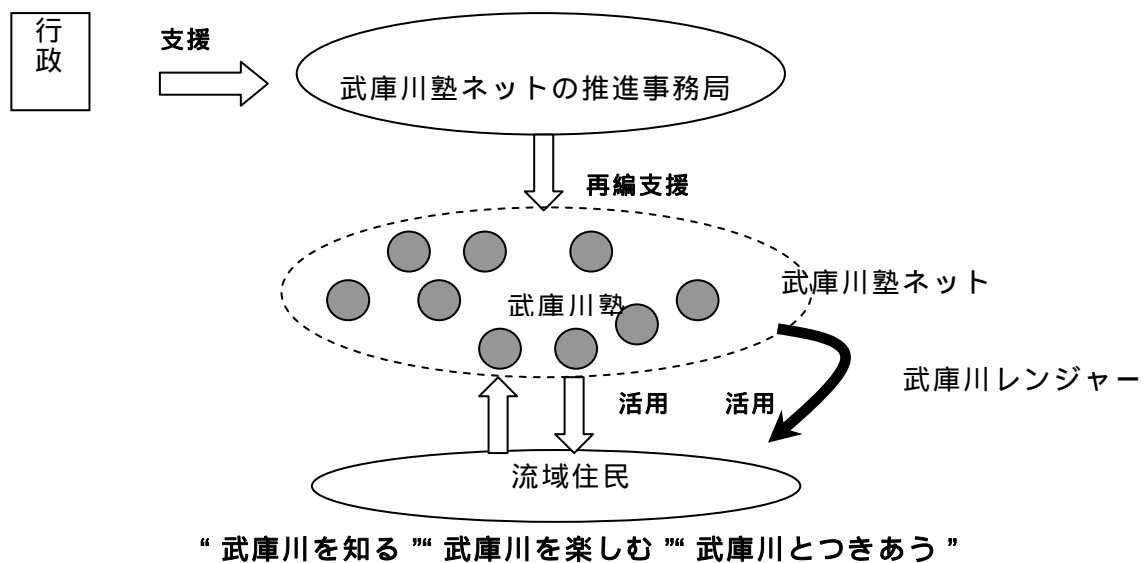 行
政
支援
武庫川塾ネットの推進事務局
再編支援
武庫川塾ネット
武庫川塾
武庫川レンジャー
活用
活用
流域住民
“武庫川を知る”“武庫川を楽しむ”“武庫川とつきあう”